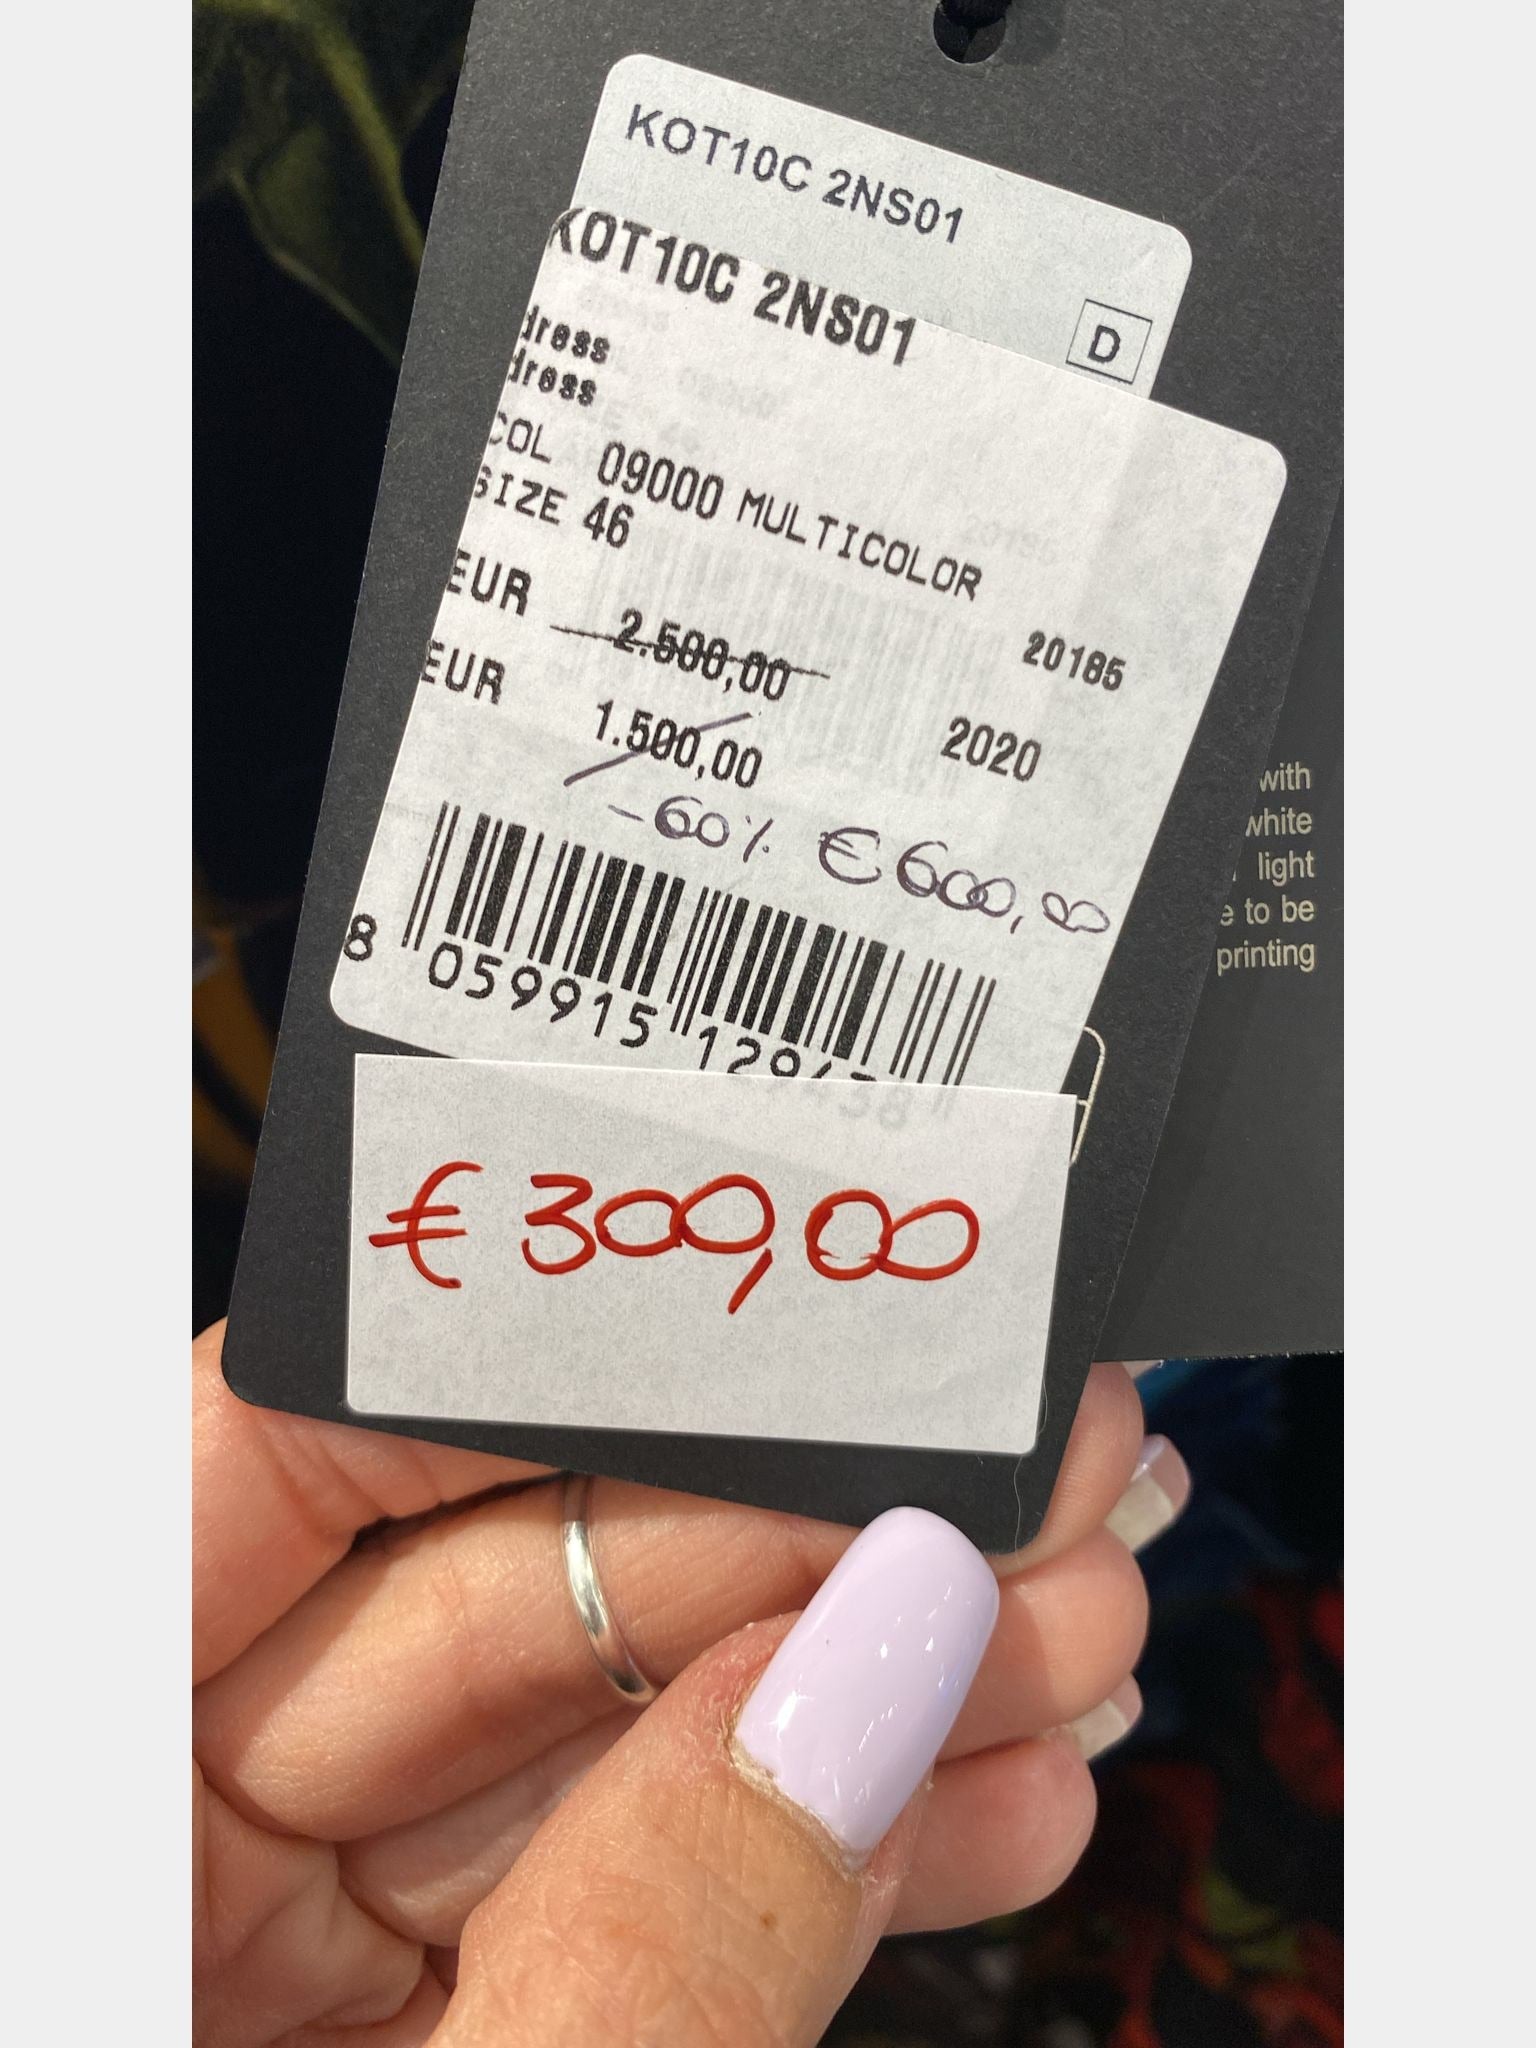 KOT10C 2NS01
D
KOT10C 2NS01
dress
dress
COL 09000 MULTICOLOR
SIZE 46
EUR 2.500,00 20185
EUR 1.500,00 2020
-60% € 600,00
8 059915 129438
€ 300,00
with
white
light
e to be
printing